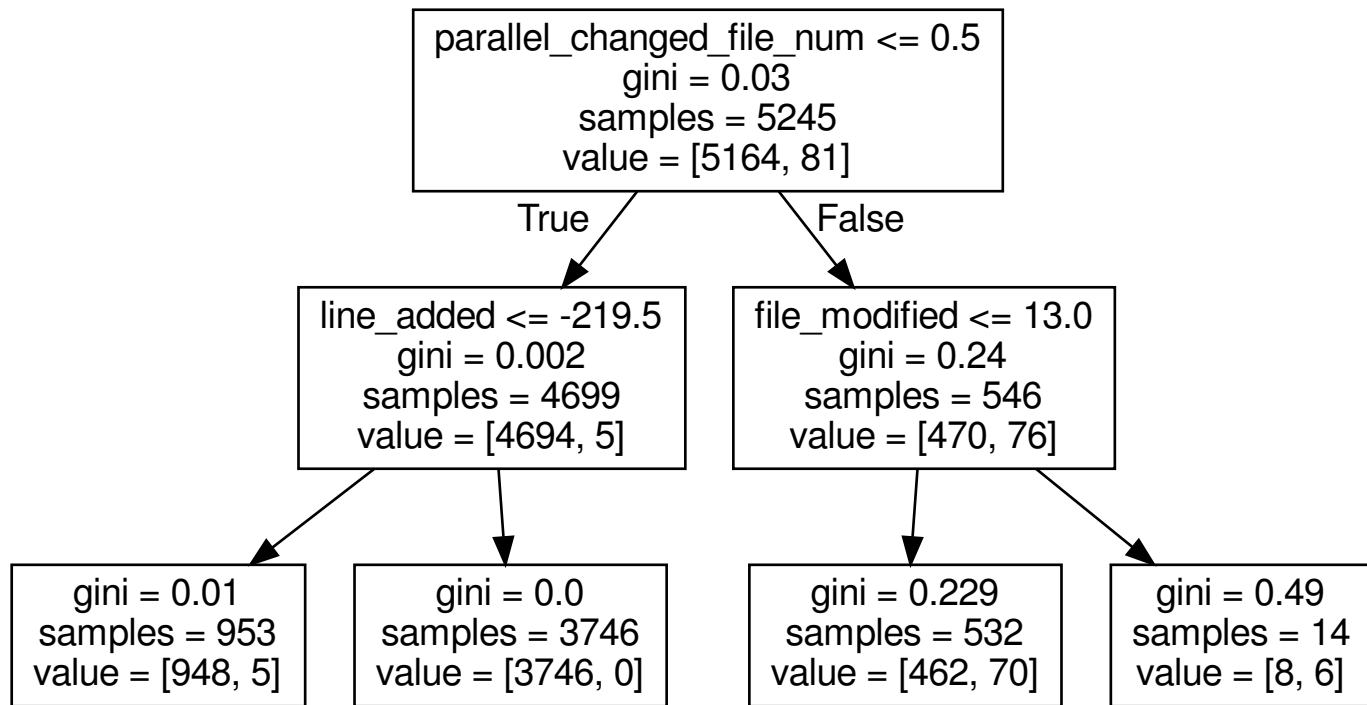 parallel_changed_file_num <= 0.5
gini = 0.03
samples = 5245
value = [5164, 81]
True
False
line_added <= -219.5
gini = 0.002
samples = 4699
value = [4694, 5]
file_modified <= 13.0
gini = 0.24
samples = 546
value = [470, 76]
gini = 0.01
samples = 953
value = [948, 5]
gini = 0.0
samples = 3746
value = [3746, 0]
gini = 0.229
samples = 532
value = [462, 70]
gini = 0.49
samples = 14
value = [8, 6]